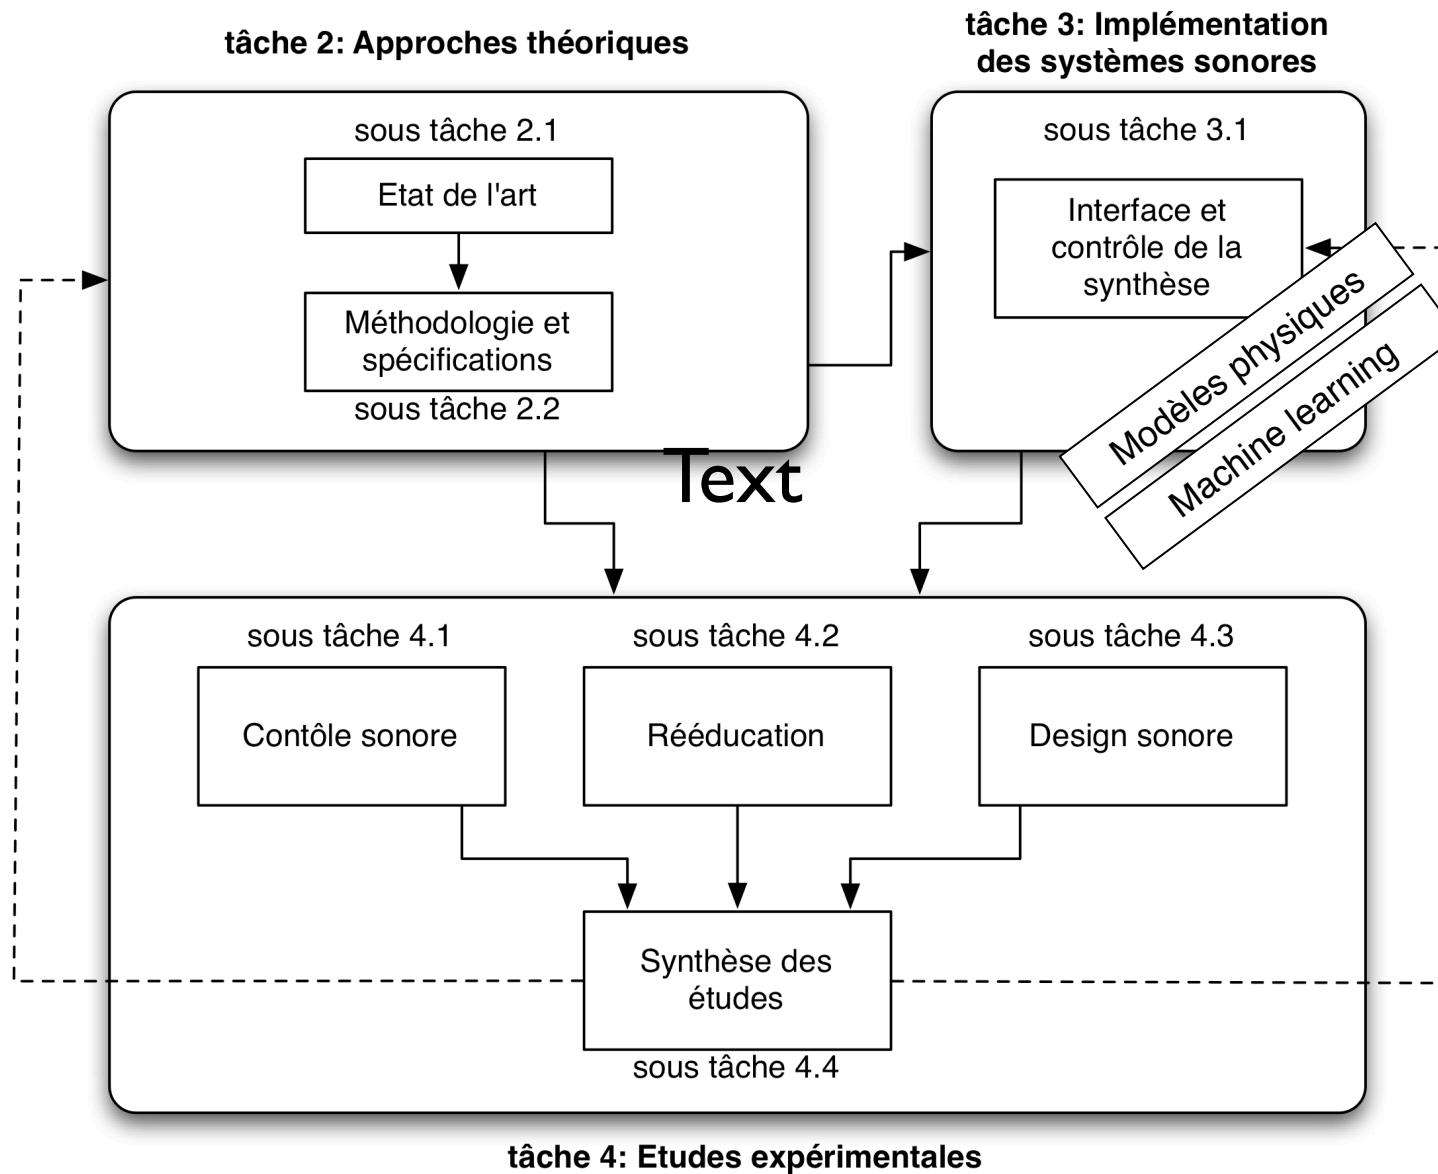 tâche 2: Approches théoriques
tâche 3: Implémentation
des systèmes sonores
sous tâche 2.1
Etat de l'art
Méthodologie et
spécifications
sous tâche 2.2
sous tâche 3.1
Interface et
contrôle de la
synthèse
Modèles physiques
Machine learning
Text
sous tâche 4.1
Contôle sonore
sous tâche 4.2
Rééducation
sous tâche 4.3
Design sonore
Synthèse des
études
sous tâche 4.4
tâche 4: Etudes expérimentales